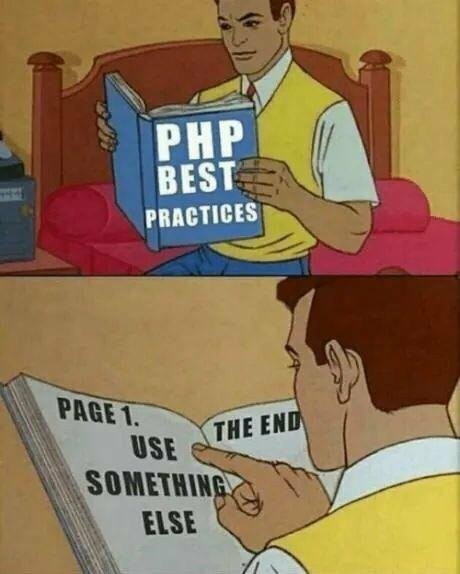 PHP
BEST
PRACTICES
PAGE 1.
USE
SOMETHING
ELSE
THE END